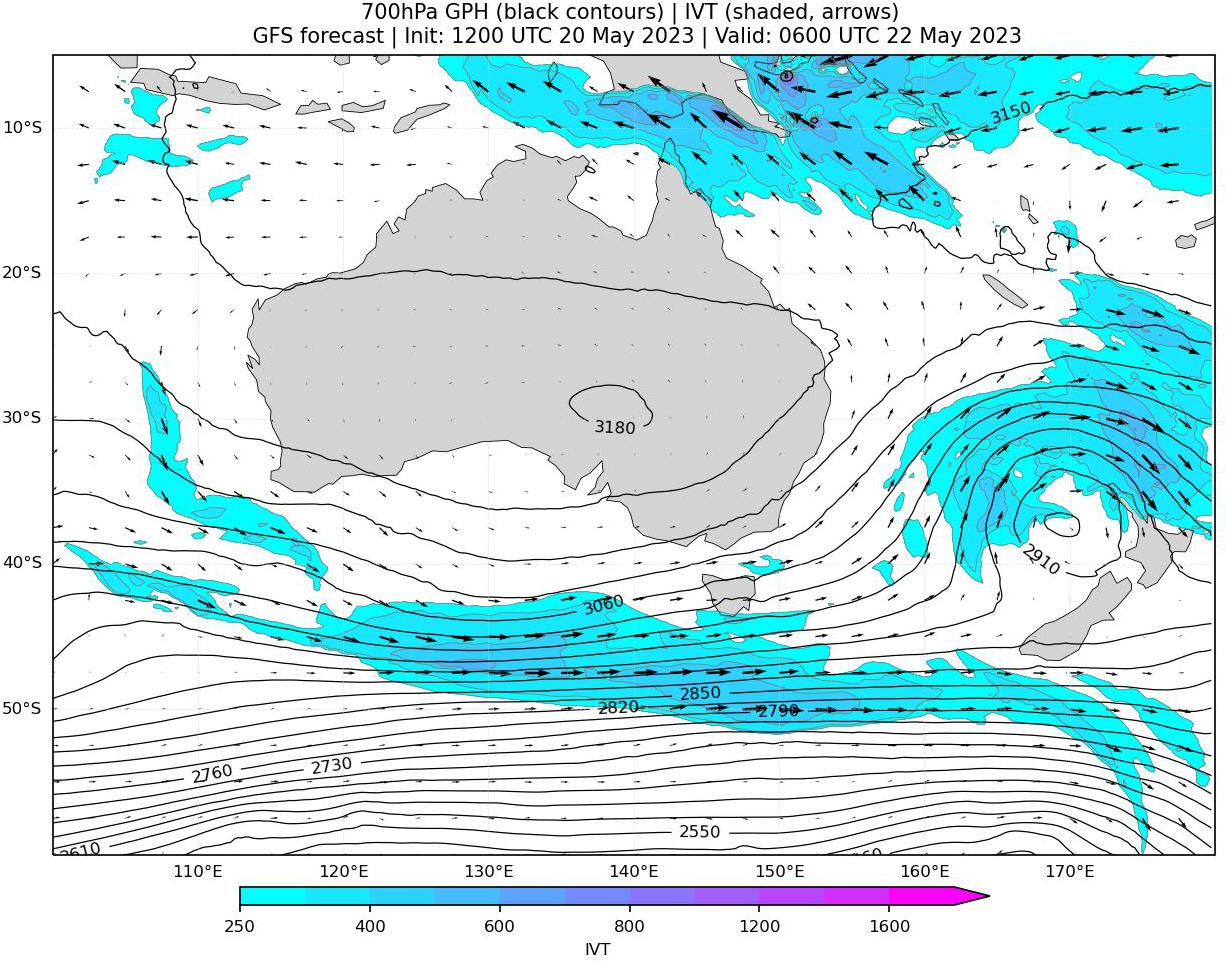 700hPa GPH (black contours) | IVT (shaded, arrows)
GFS forecast | Init: 1200 UTC 20 May 2023 | Valid: 0600 UTC 22 May 2023
3150
10°S
20°S
30°S
3180
40°S
2910
3060
2850
50°S
2820
2790
2760
2730
2550
2610
110°E
120°E
130°E
140°E
150°E
160°E
170°E
250
400
600
800
1200
1600
IVT